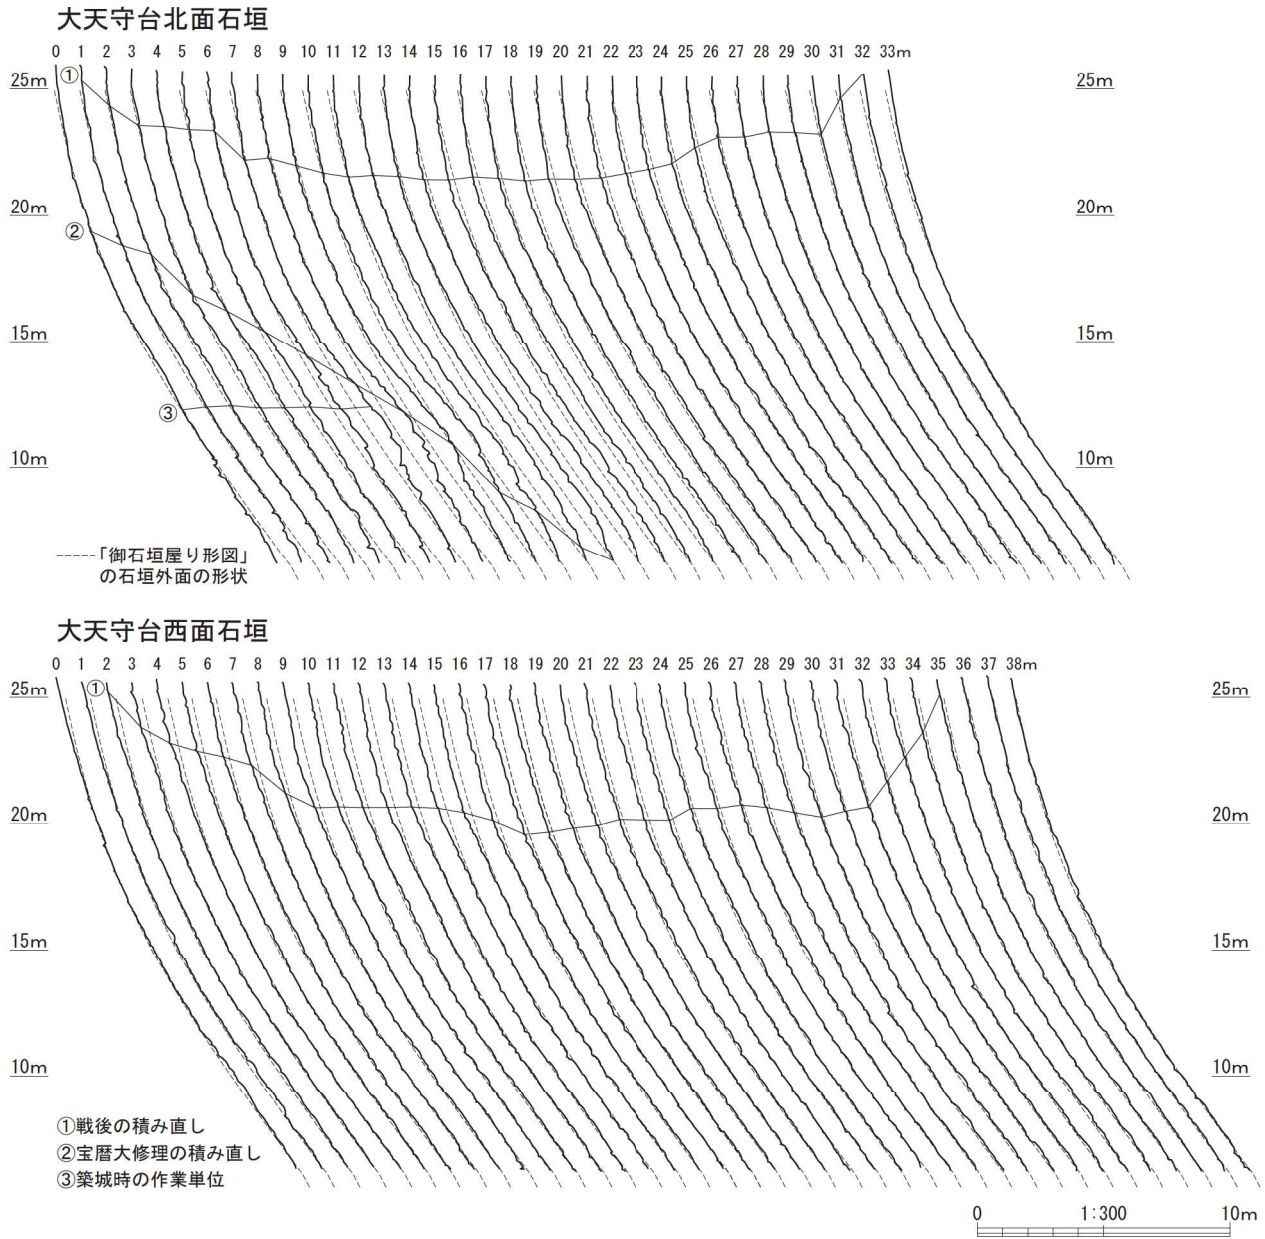 大天守台北面石垣
0 1 2 3 4 5 6 7 8 9 10 11 12 13 14 15 16 17 18 19 20 21 22 23 24 25 26 27 28 29 30 31 32 33m
①
25m 25m
20m 20m
②
15m 15m
③
10m 10m
「御石垣屋り形図」
の石垣外面の形状
大天守台西面石垣
0 1 2 3 4 5 6 7 8 9 10 11 12 13 14 15 16 17 18 19 20 21 22 23 24 25 26 27 28 29 30 31 32 33 34 35 36 37 38m
①
25m 25m
20m 20m
15m 15m
10m 10m
①戦後の積み直し
②宝暦大修理の積み直し
③築城時の作業単位
0 1:300 10m